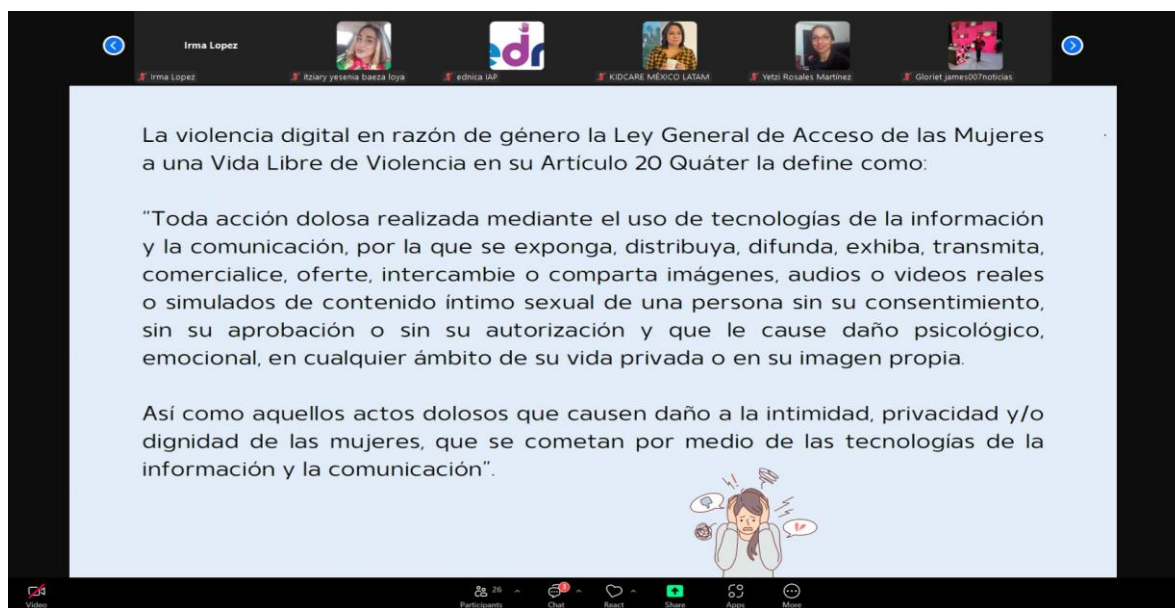 Irma Lopez
edn
Irma Lopez
itziary yesenia baeza loya
ednica IAP
KIDCARE MÉXICO LATAM
Yetzi Rosales Martínez
Gloriet james007noticias
La violencia digital en razón de género la Ley General de Acceso de las Mujeres
a una Vida Libre de Violencia en su Artículo 20 Quáter la define como:
“Toda acción dolosa realizada mediante el uso de tecnologías de la información
y la comunicación, por la que se exponga, distribuya, difunda, exhiba, transmita,
comercialice, oferte, intercambie o comparta imágenes, audios o videos reales
o simulados de contenido íntimo sexual de una persona sin su consentimiento,
sin su aprobación o sin su autorización y que le cause daño psicológico,
emocional, en cualquier ámbito de su vida privada o en su imagen propia.
Así como aquellos actos dolosos que causen daño a la intimidad, privacidad y/o
dignidad de las mujeres, que se cometan por medio de las tecnologías de la
información y la comunicación”.
26
3
Video
Participants
Chat
React
Share
Apps
More